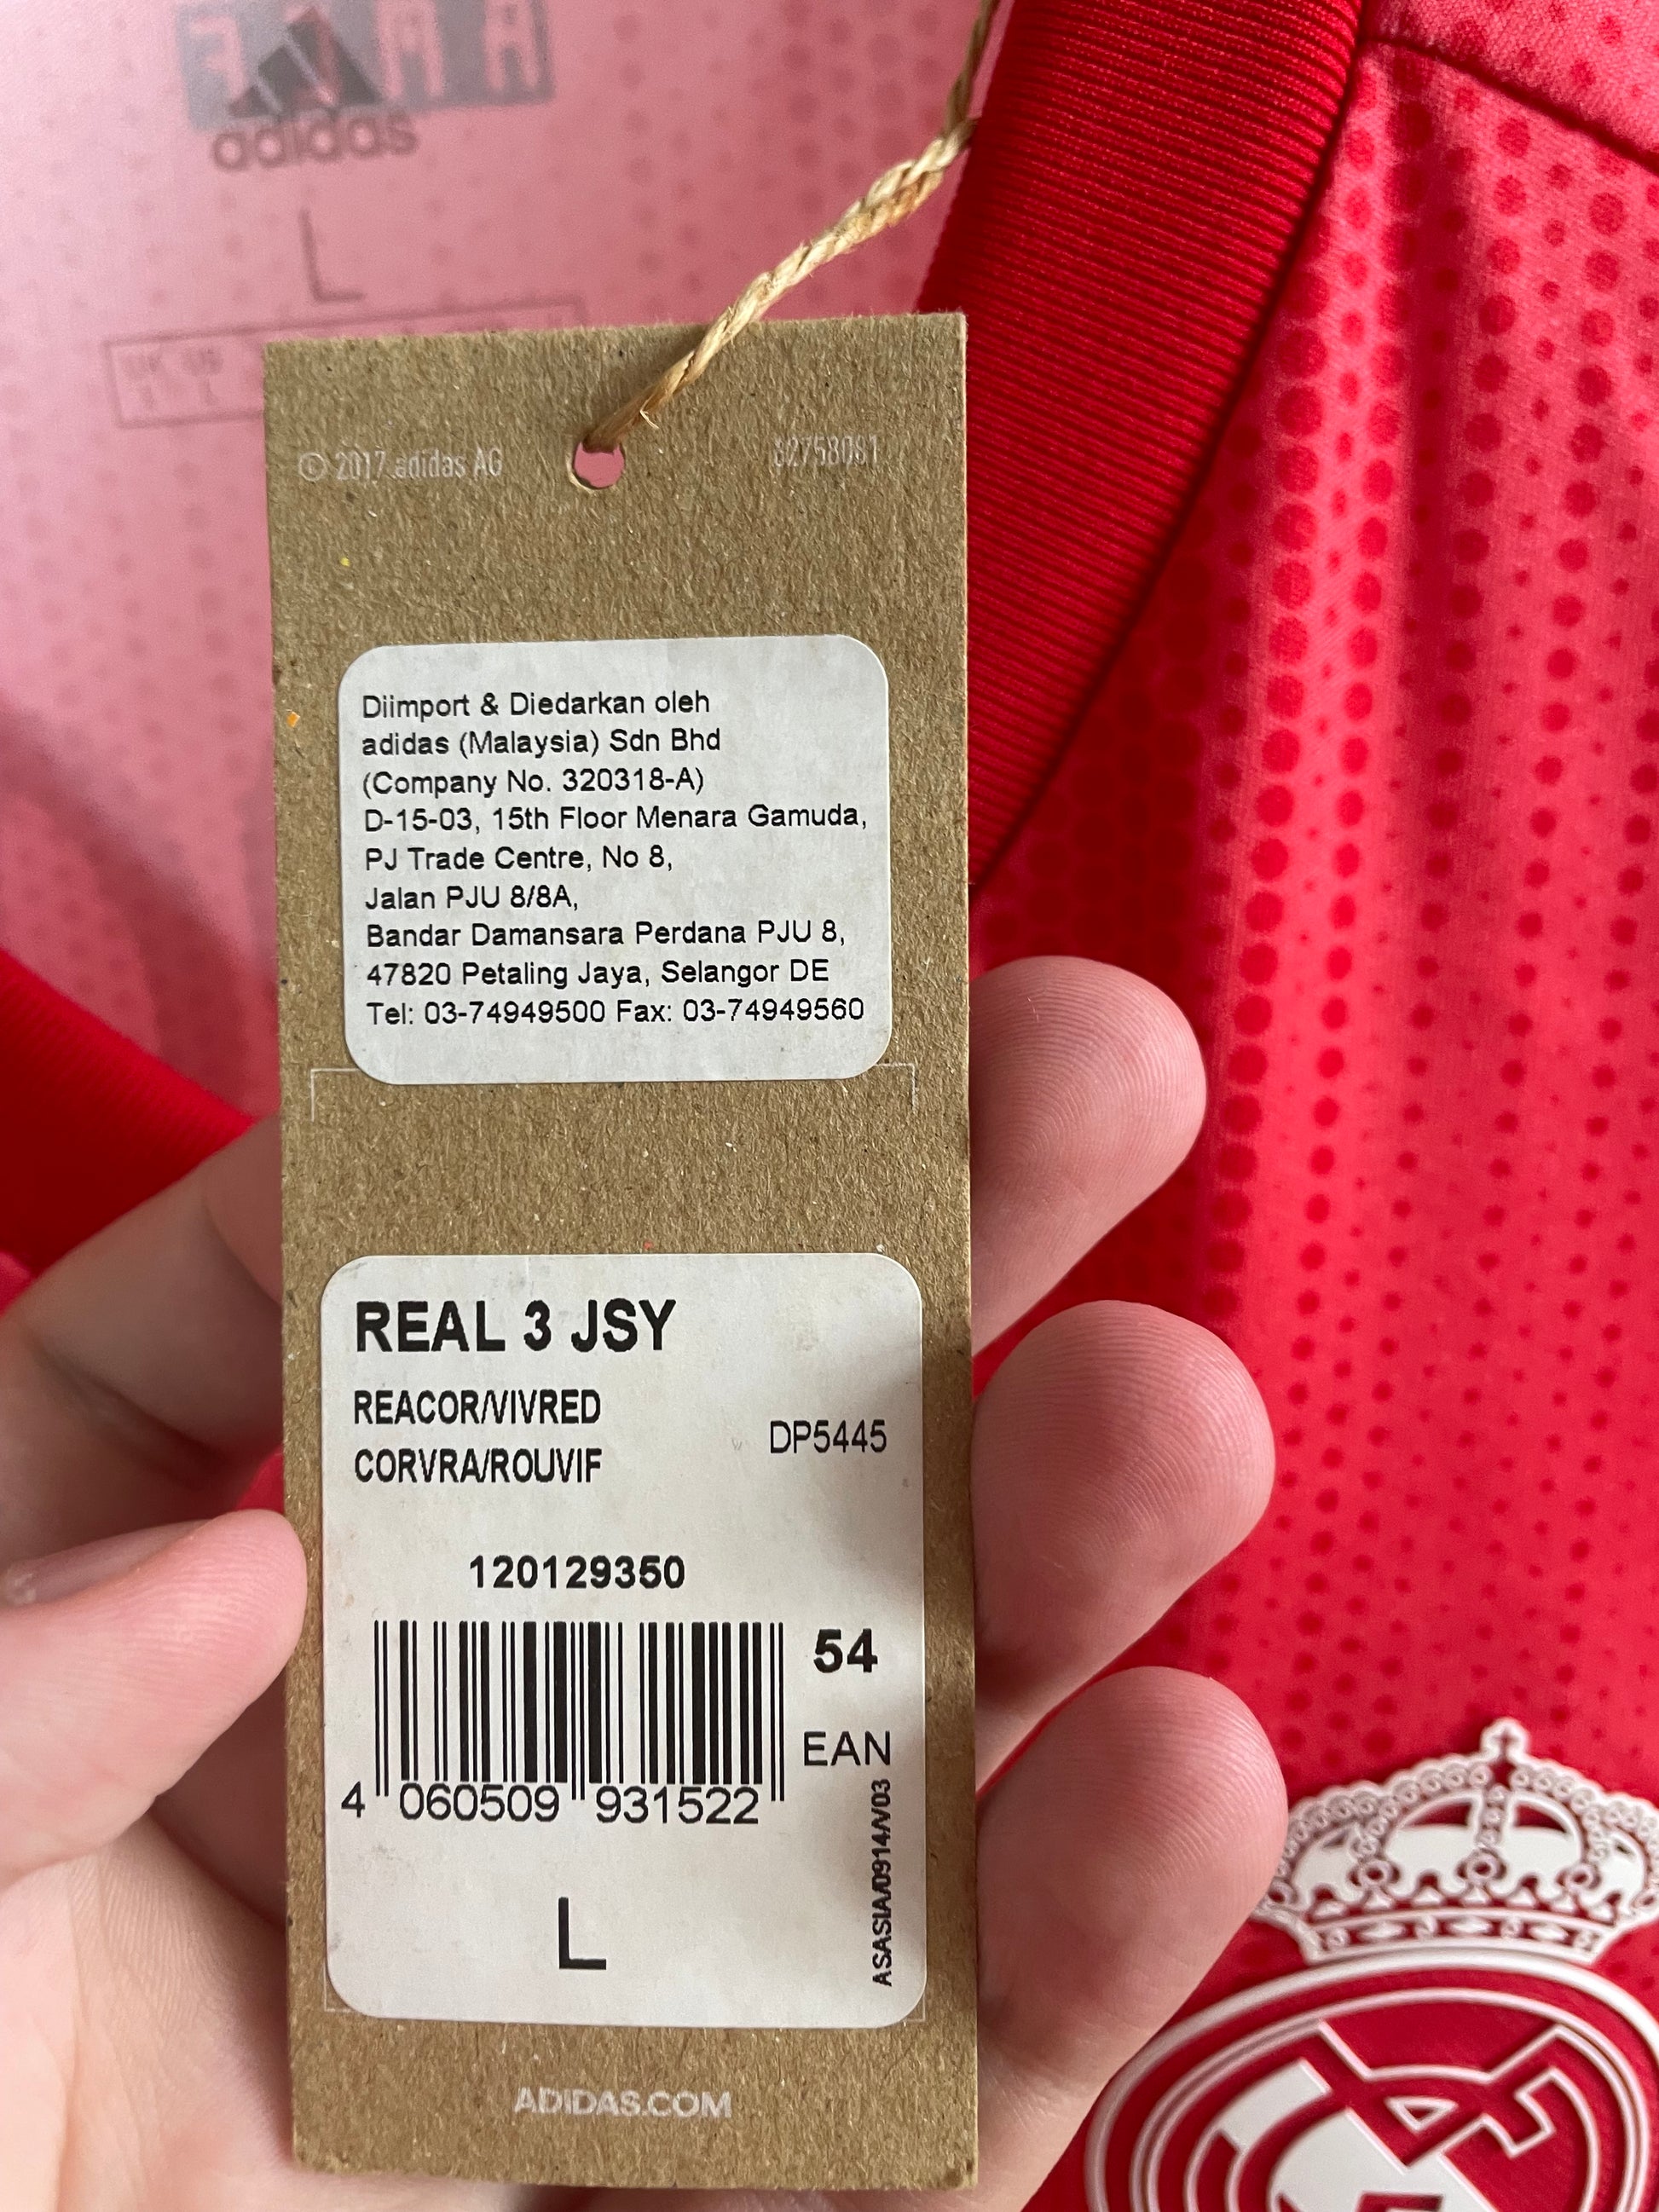 adidas
L
© 2017 adidas AG
62758081
Diimport & Diedarkan oleh
adidas (Malaysia) Sdn Bhd
(Company No. 320318-A)
D-15-03, 15th Floor Menara Gamuda,
PJ Trade Centre, No 8,
Jalan PJU 8/8A,
Bandar Damansara Perdana PJU 8,
47820 Petaling Jaya, Selangor DE
Tel: 03-74949500 Fax: 03-74949560
REAL 3 JSY
REACOR/VIVRED
CORVRA/ROUVIF
DP5445
120129350
54
EAN
4 060509 931522
ASASIA/0914/V03
L
ADIDAS.COM